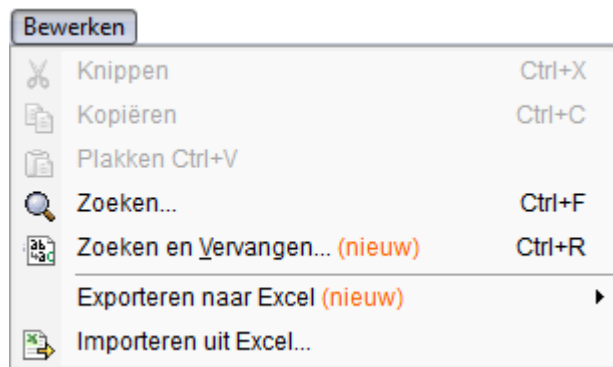 Bewerken
Knippen Ctrl+X
Kopiëren Ctrl+C
Plakken Ctrl+V
Zoeken... Ctrl+F
Zoeken en Vervangen... (nieuw) Ctrl+R
Exporteren naar Excel (nieuw)
Importeren uit Excel...